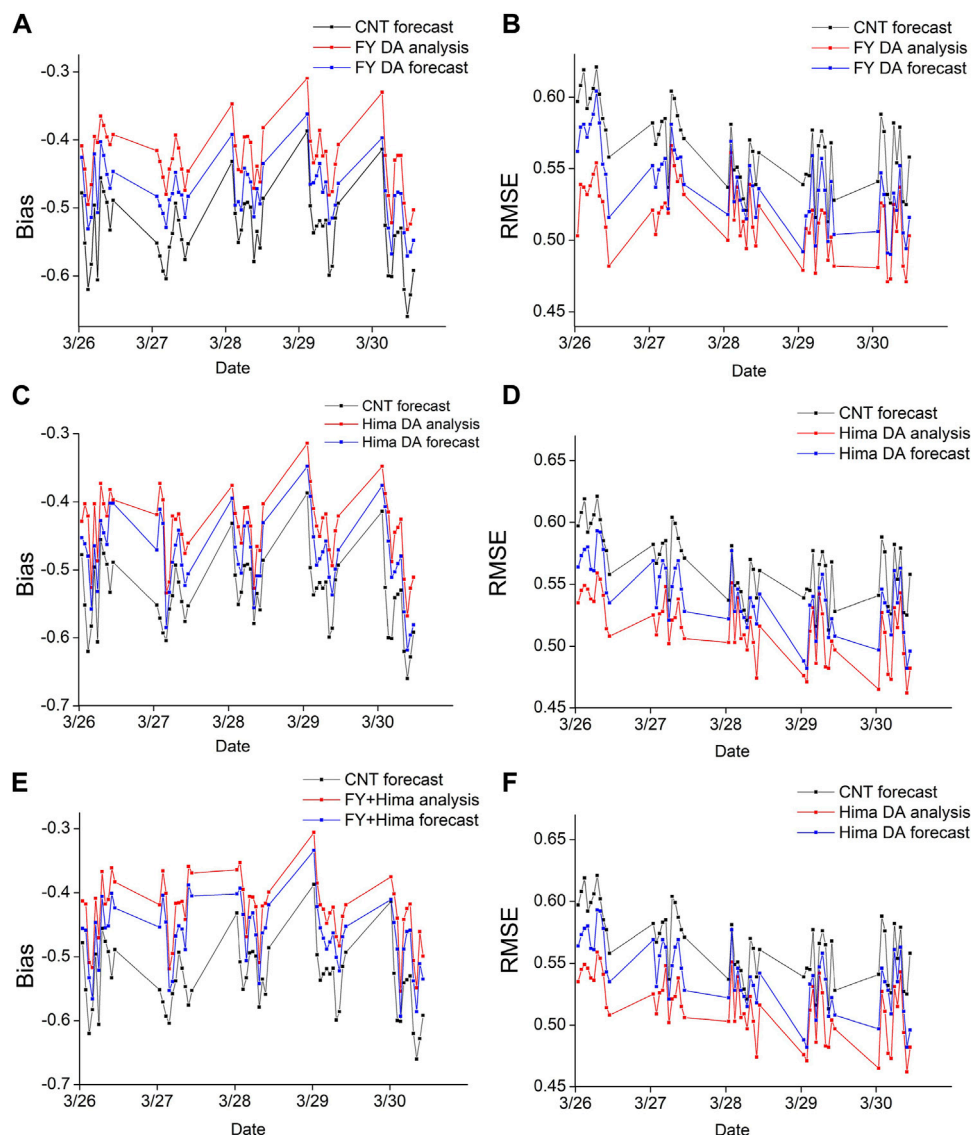 A
CNT forecast
FY DA analysis
FY DA forecast
-0.3
-0.4
-0.5
-0.6
Bias
3/26
3/27
3/28
3/29
3/30
Date
B
CNT forecast
FY DA analysis
FY DA forecast
0.60
0.55
0.50
0.45
RMSE
3/26
3/27
3/28
3/29
3/30
Date
C
CNT forecast
Hima DA analysis
Hima DA forecast
-0.3
-0.4
-0.5
-0.6
-0.7
Bias
3/26
3/27
3/28
3/29
3/30
Date
D
CNT forecast
Hima DA analysis
Hima DA forecast
0.65
0.60
0.55
0.50
0.45
RMSE
3/26
3/27
3/28
3/29
3/30
Date
E
CNT forecast
FY+Hima analysis
FY+Hima forecast
-0.3
-0.4
-0.5
-0.6
-0.7
Bias
3/26
3/27
3/28
3/29
3/30
Date
F
CNT forecast
Hima DA analysis
Hima DA forecast
0.65
0.60
0.55
0.50
0.45
RMSE
3/26
3/27
3/28
3/29
3/30
Date